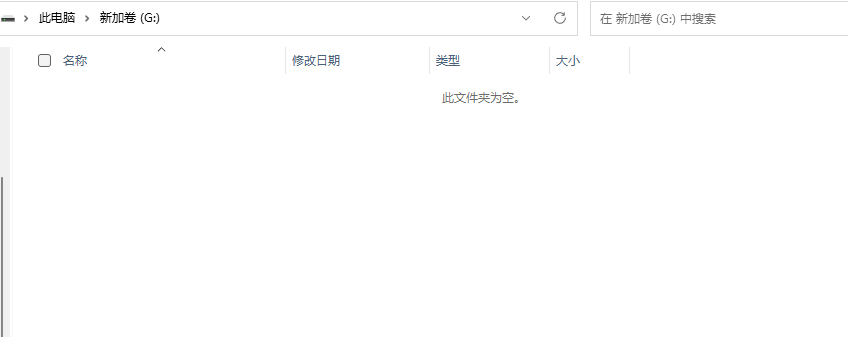 此电脑 > 新加卷 (G:)
在 新加卷 (G:) 中搜索
名称 修改日期 类型 大小
此文件夹为空。